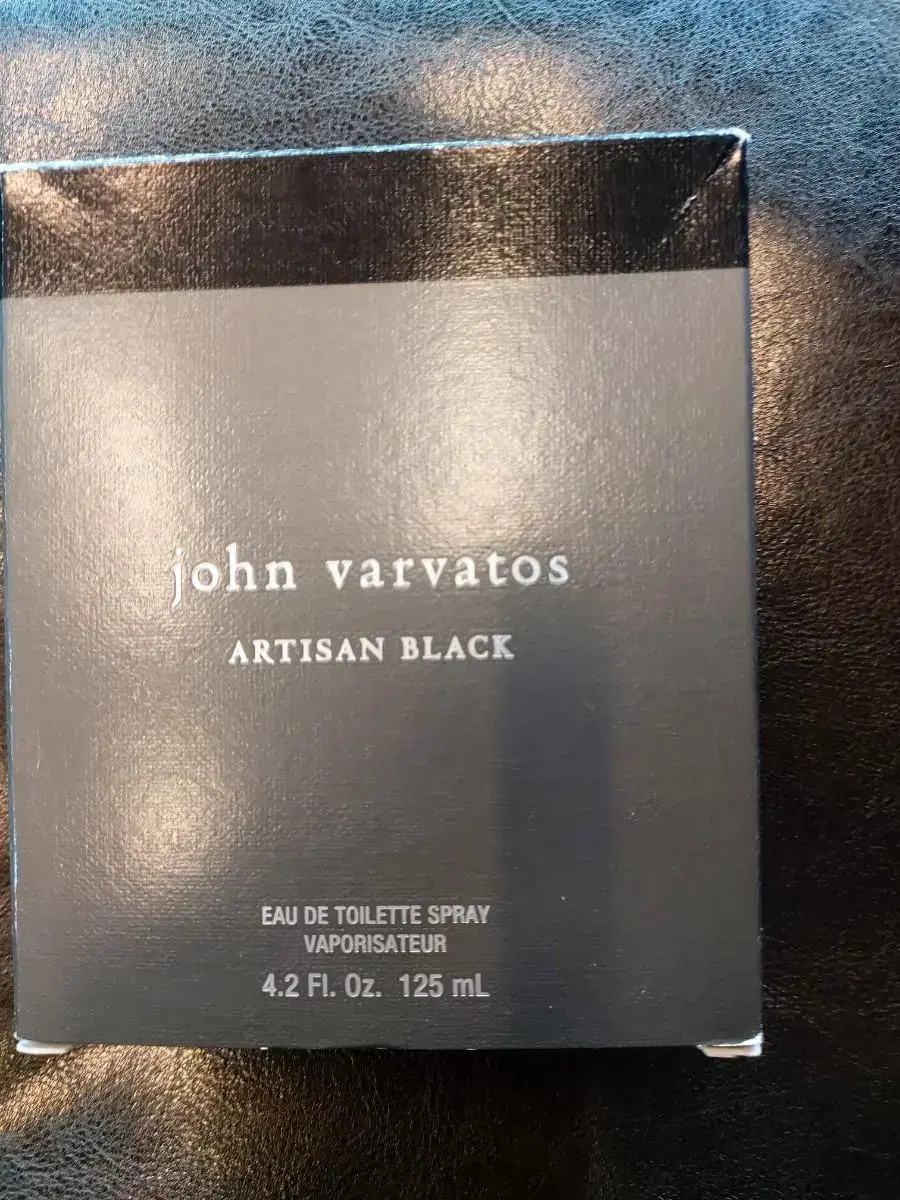 john varvatos
ARTISAN BLACK
EAU DE TOILETTE SPRAY
VAPORISATEUR
4.2 Fl. Oz. 125 mL